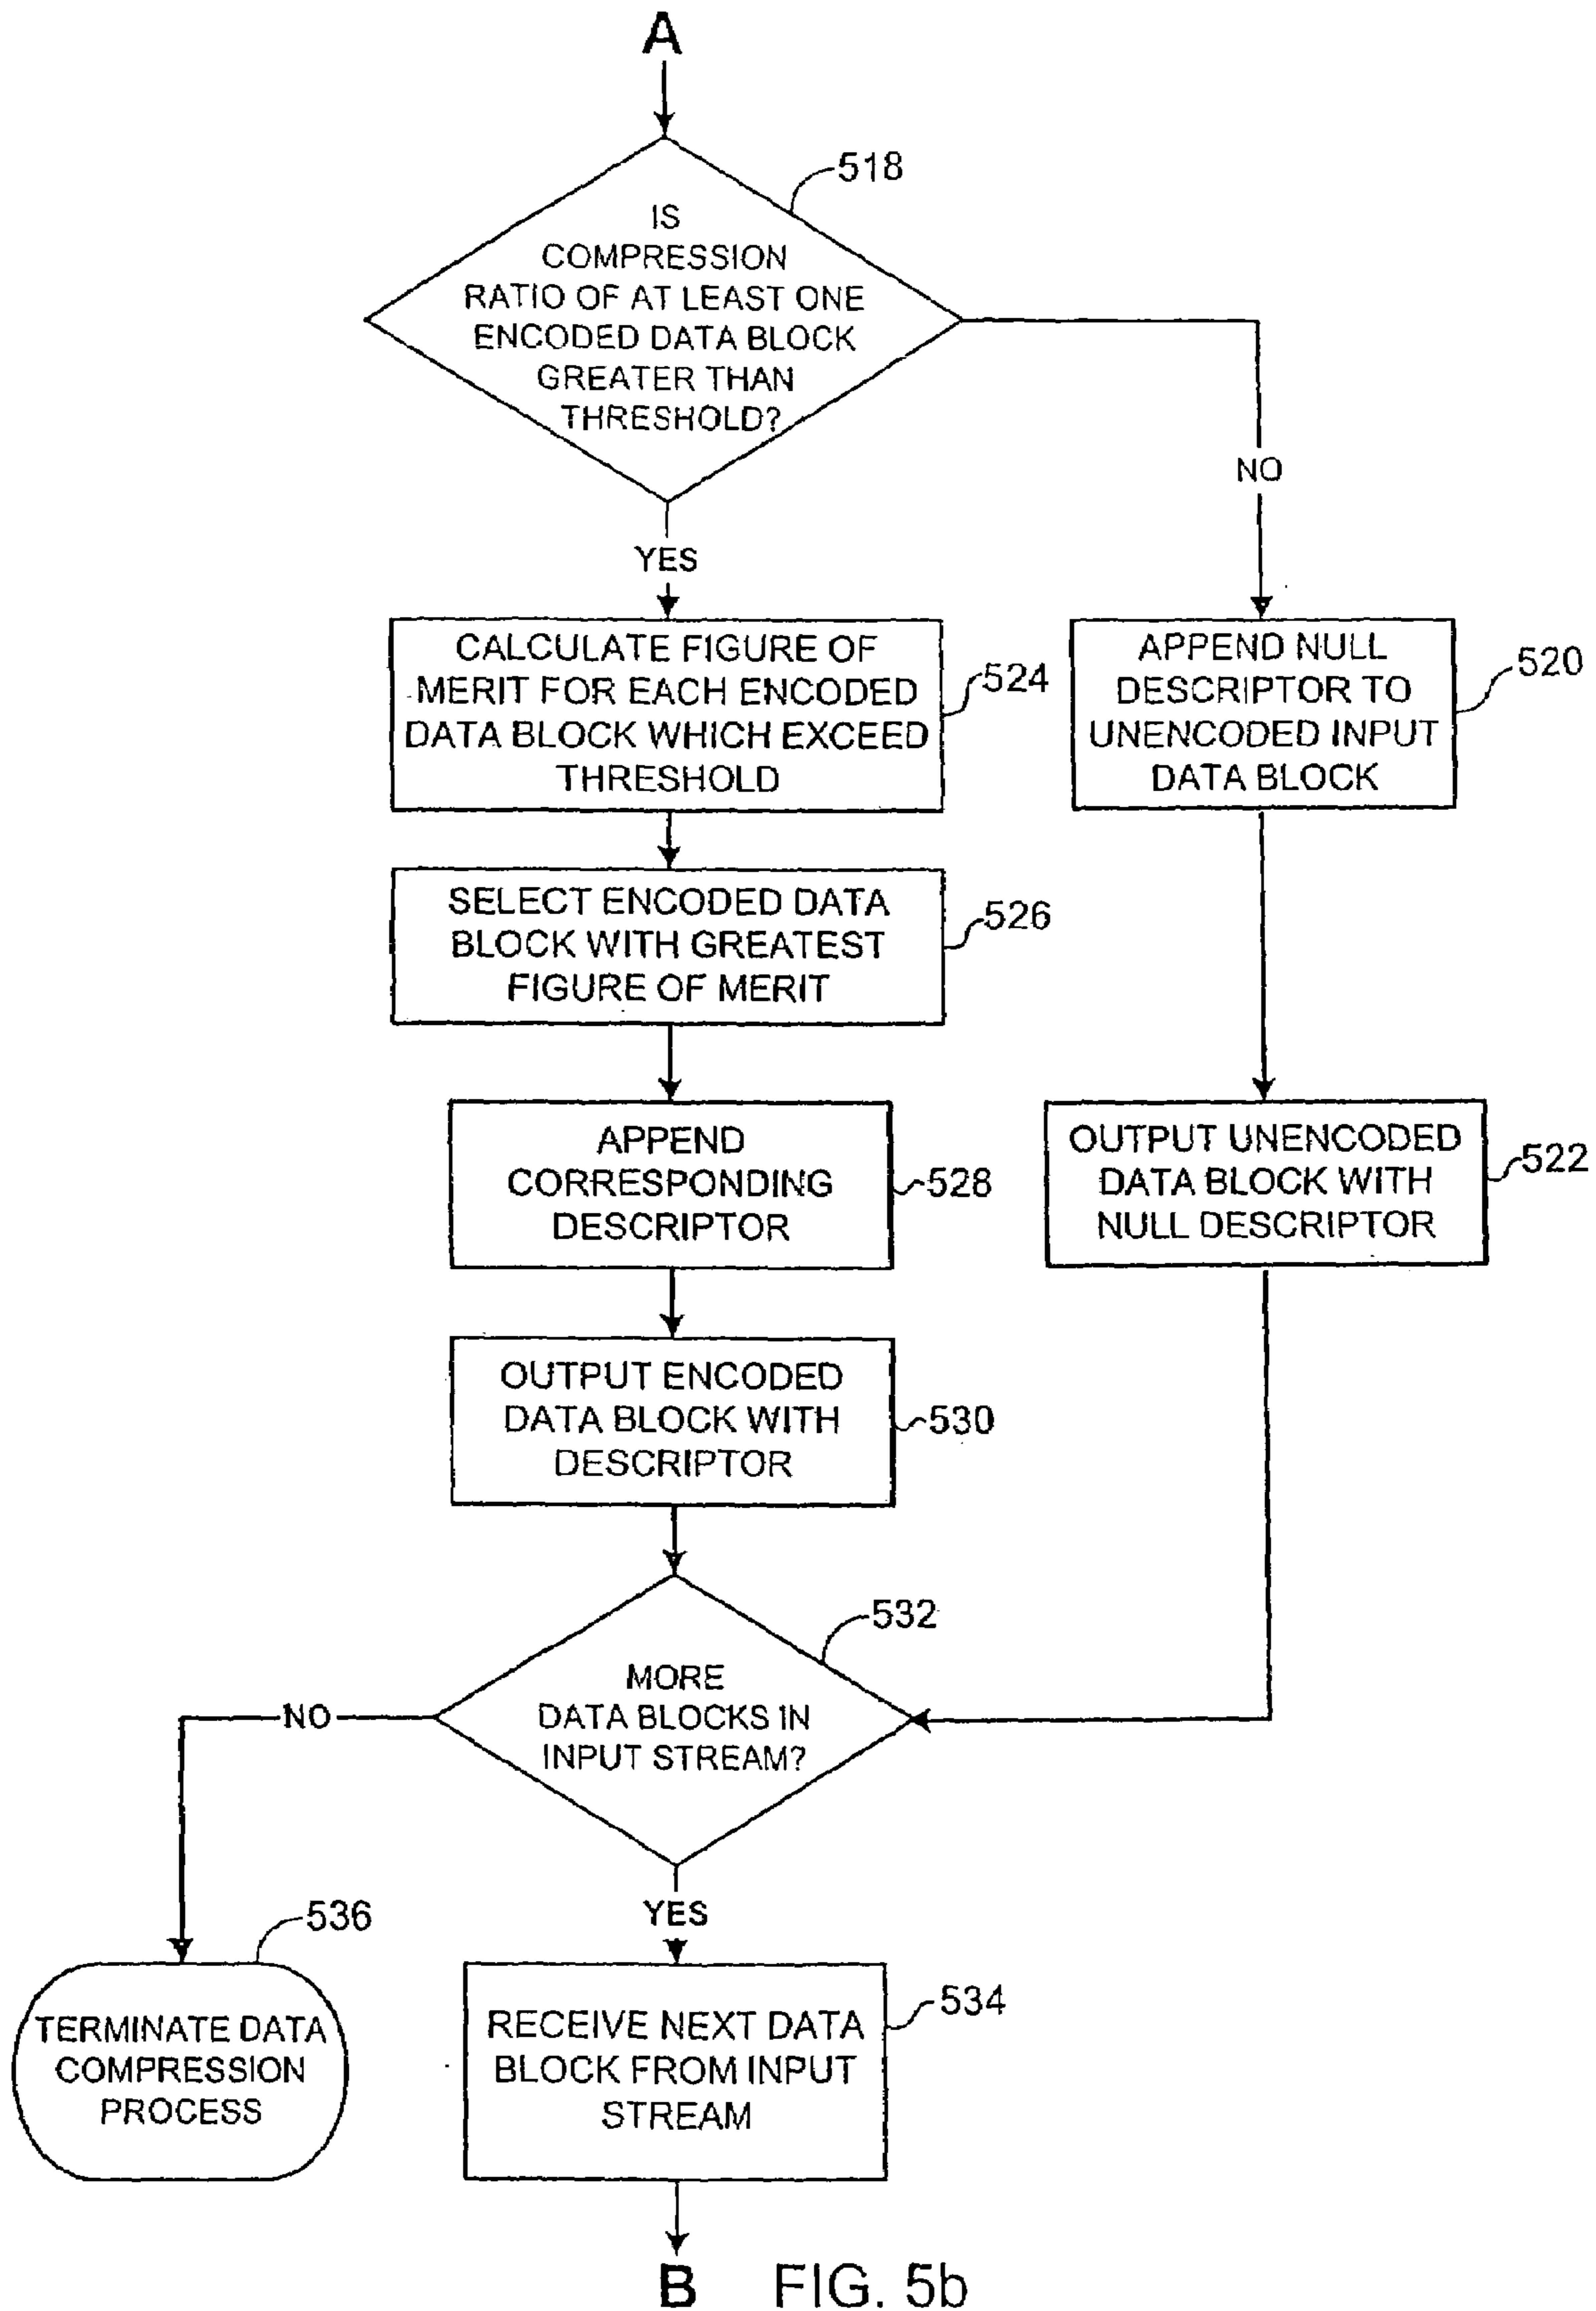 A
518
IS
COMPRESSION
RATIO OF AT LEAST ONE
ENCODED DATA BLOCK
GREATER THAN
THRESHOLD?
NO
YES
CALCULATE FIGURE OF
MERIT FOR EACH ENCODED
DATA BLOCK WHICH EXCEED
THRESHOLD
524
APPEND NULL
DESCRIPTOR TO
UNENCODED INPUT
DATA BLOCK
520
SELECT ENCODED DATA
BLOCK WITH GREATEST
FIGURE OF MERIT
526
APPEND
CORRESPONDING
DESCRIPTOR
528
OUTPUT UNENCODED
DATA BLOCK WITH
NULL DESCRIPTOR
522
OUTPUT ENCODED
DATA BLOCK WITH
DESCRIPTOR
530
532
MORE
DATA BLOCKS IN
INPUT STREAM?
NO
YES
536
TERMINATE DATA
COMPRESSION
PROCESS
534
RECEIVE NEXT DATA
BLOCK FROM INPUT
STREAM
B
FIG. 5b